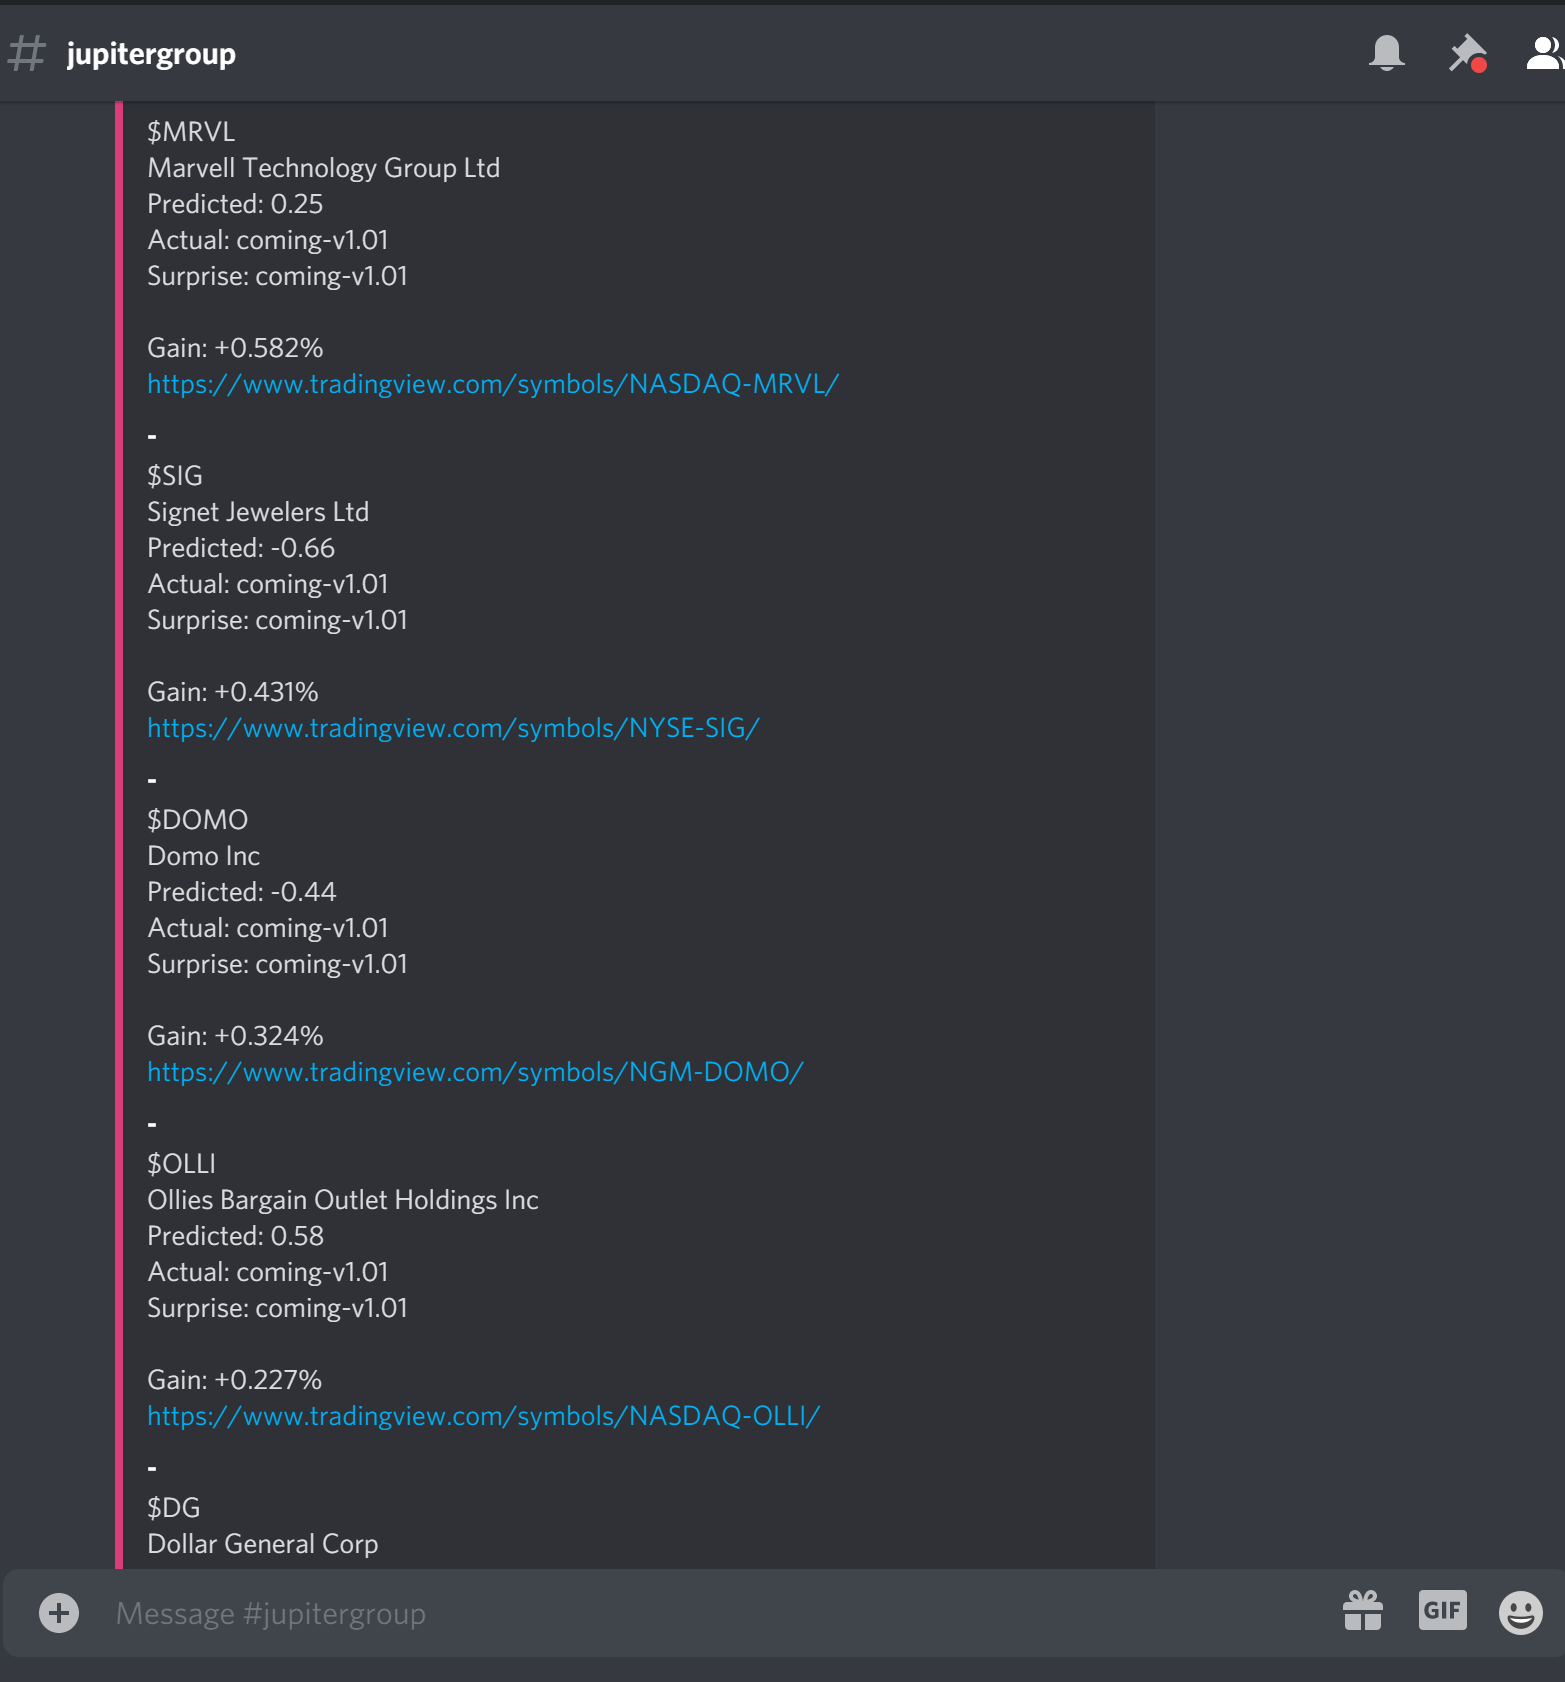 # jupitergroup
$MRVL
Marvell Technology Group Ltd
Predicted: 0.25
Actual: coming-v1.01
Surprise: coming-v1.01
Gain: +0.582%
https://www.tradingview.com/symbols/NASDAQ-MRVL/
-
$SIG
Signet Jewelers Ltd
Predicted: -0.66
Actual: coming-v1.01
Surprise: coming-v1.01
Gain: +0.431%
https://www.tradingview.com/symbols/NYSE-SIG/
-
$DOMO
Domo Inc
Predicted: -0.44
Actual: coming-v1.01
Surprise: coming-v1.01
Gain: +0.324%
https://www.tradingview.com/symbols/NGM-DOMO/
-
$OLLI
Ollies Bargain Outlet Holdings Inc
Predicted: 0.58
Actual: coming-v1.01
Surprise: coming-v1.01
Gain: +0.227%
https://www.tradingview.com/symbols/NASDAQ-OLLI/
-
$DG
Dollar General Corp
Message #jupitergroup
GIF